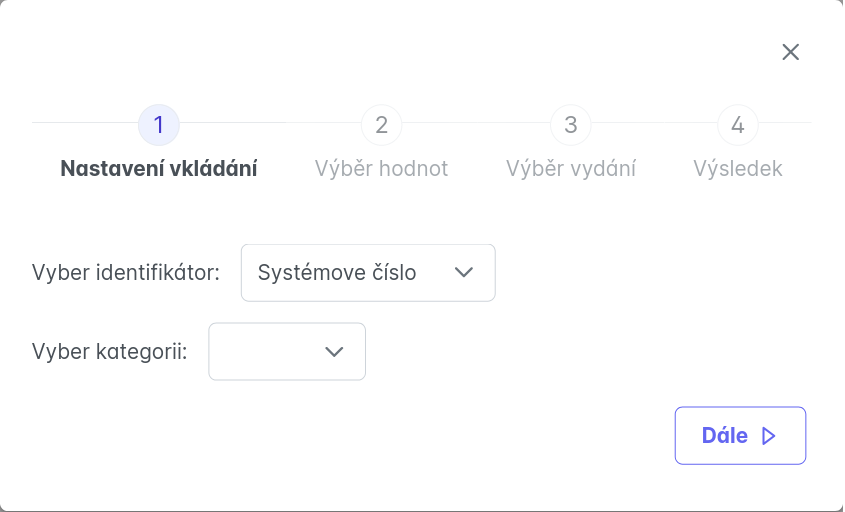 1 2 3 4
Nastavení vkládání Výběr hodnot Výběr vydání Výsledek
Vyber identifikátor: Systémove číslo
Vyber kategorii:
Dále